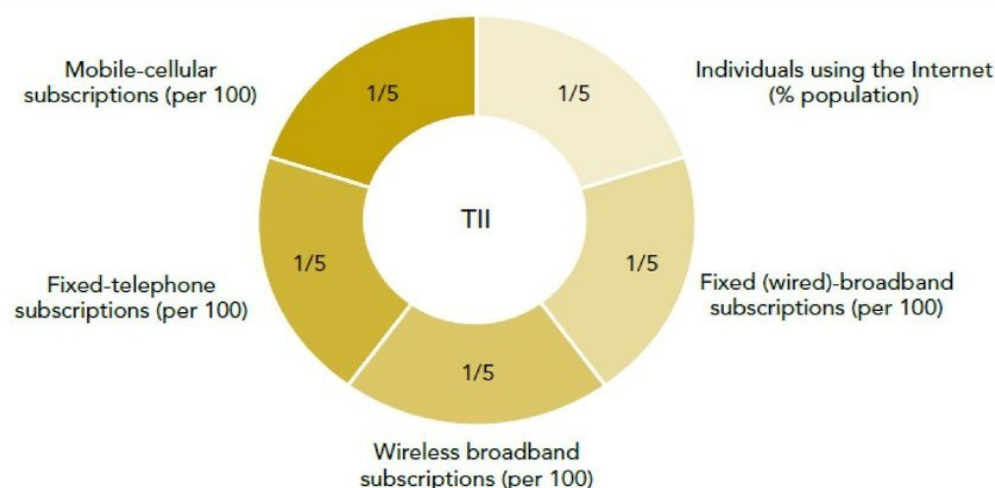 Mobile-cellular
subscriptions (per 100)
1/5
1/5
Individuals using the Internet
(% population)
TII
Fixed-telephone
subscriptions (per 100)
1/5
1/5
Fixed (wired)-broadband
subscriptions (per 100)
1/5
Wireless broadband
subscriptions (per 100)